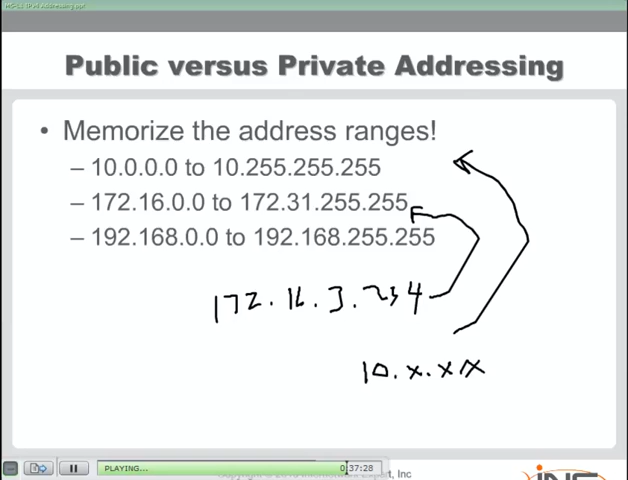 Public versus Private Addressing
• Memorize the address ranges!
– 10.0.0.0 to 10.255.255.255
– 172.16.0.0 to 172.31.255.255
– 192.168.0.0 to 192.168.255.255
172.16.3.234
10.x.x.x
PLAYING...
0:37:28
Inc